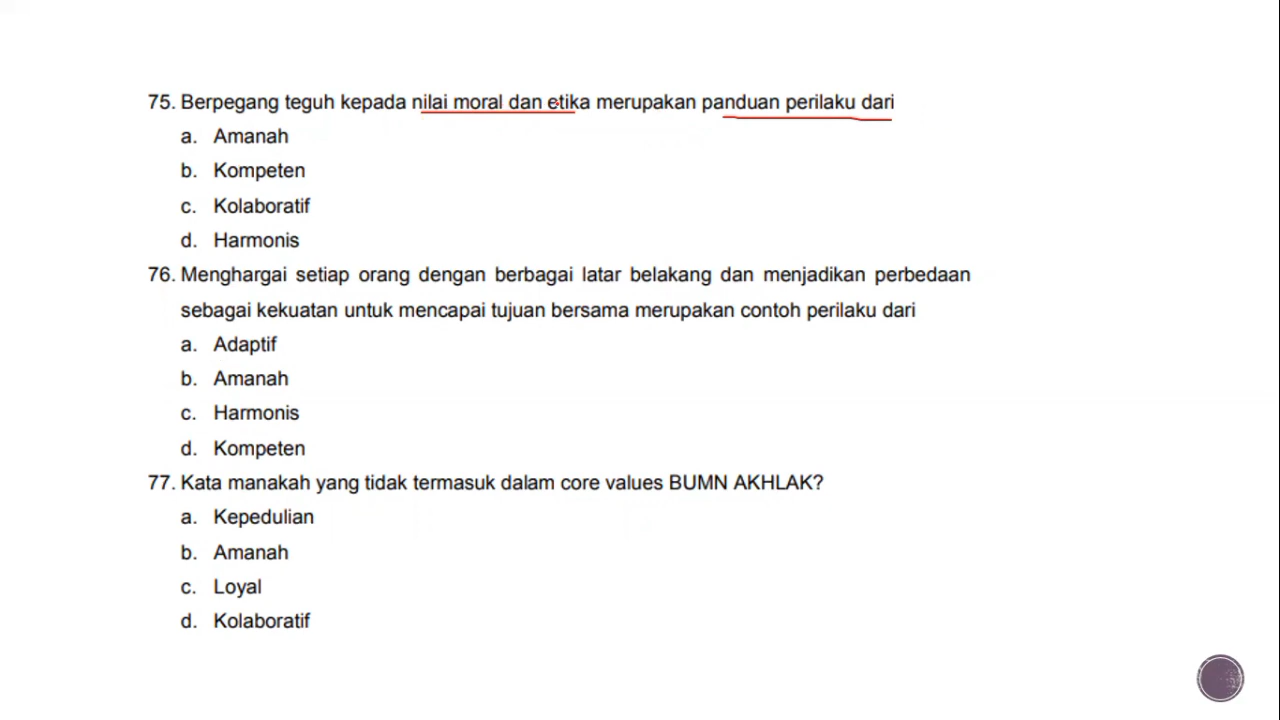 75. Berpegang teguh kepada nilai moral dan etika merupakan panduan perilaku dari
a. Amanah
b. Kompeten
c. Kolaboratif
d. Harmonis
76. Menghargai setiap orang dengan berbagai latar belakang dan menjadikan perbedaan
sebagai kekuatan untuk mencapai tujuan bersama merupakan contoh perilaku dari
a. Adaptif
b. Amanah
c. Harmonis
d. Kompeten
77. Kata manakah yang tidak termasuk dalam core values BUMN AKHLAK?
a. Kepedulian
b. Amanah
c. Loyal
d. Kolaboratif